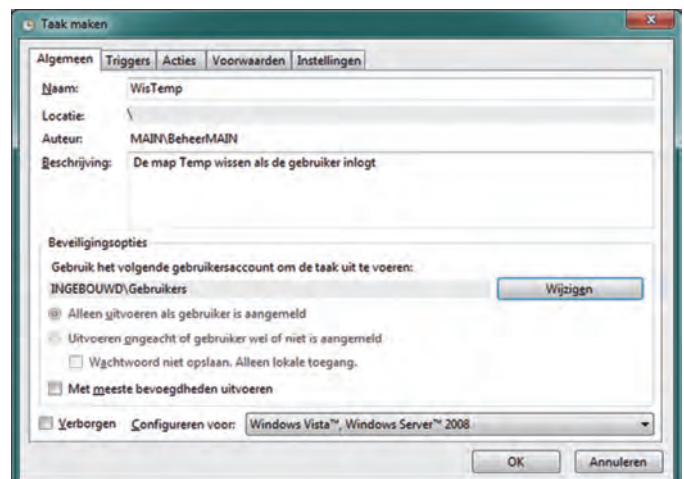 Taak maken
Algemeen Triggers Acties Voorwaarden Instellingen
Naam: WisTemp
Locatie: \
Auteur: MAIN\BeheerMAIN
Beschrijving: De map Temp wissen als de gebruiker inlogt
Beveiligingsopties
Gebruik het volgende gebruikersaccount om de taak uit te voeren:
INGEBOUWD\Gebruikers Wijzigen
Alleen uitvoeren als gebruiker is aangemeld
Uitvoeren ongeacht of gebruiker wel of niet is aangemeld
Wachtwoord niet opslaan. Alleen lokale toegang.
Met meeste bevoegdheden uitvoeren
Verborgen Configureren voor: Windows Vista™, Windows Server™ 2008
OK Annuleren